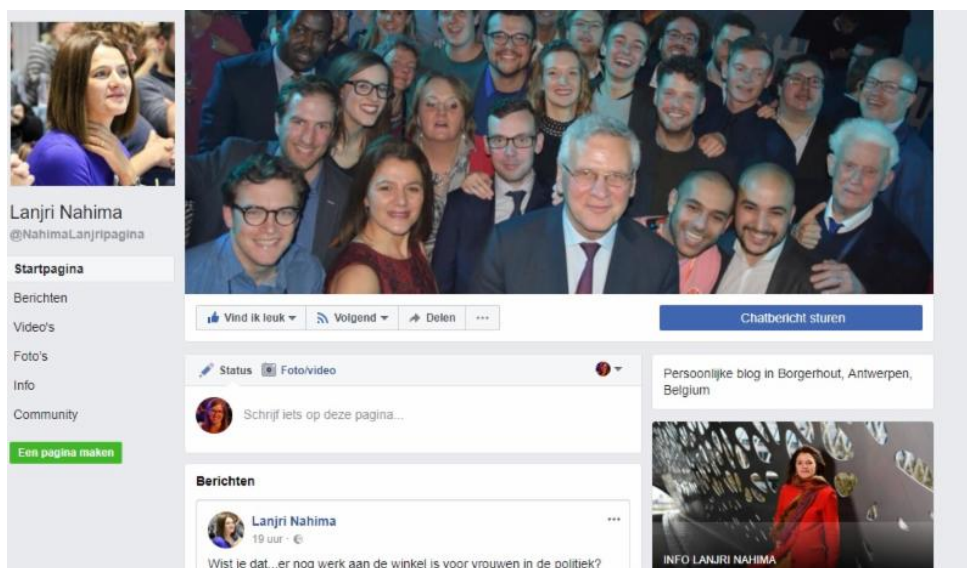 Lanjri Nahima
@NahimaLanjripagina
Startpagina
Berichten
Video's
Foto's
Info
Community
Een pagina maken
Vind ik leuk
Volgend
Delen
Chatbericht sturen
Status
Foto/video
Schrijf iets op deze pagina...
Berichten
Lanjri Nahima
19 uur
Wist je dat...er nog werk aan de winkel is voor vrouwen in de politiek?
Persoonlijke blog in Borgerhout, Antwerpen,
Belgium
INFO LANJRI NAHIMA